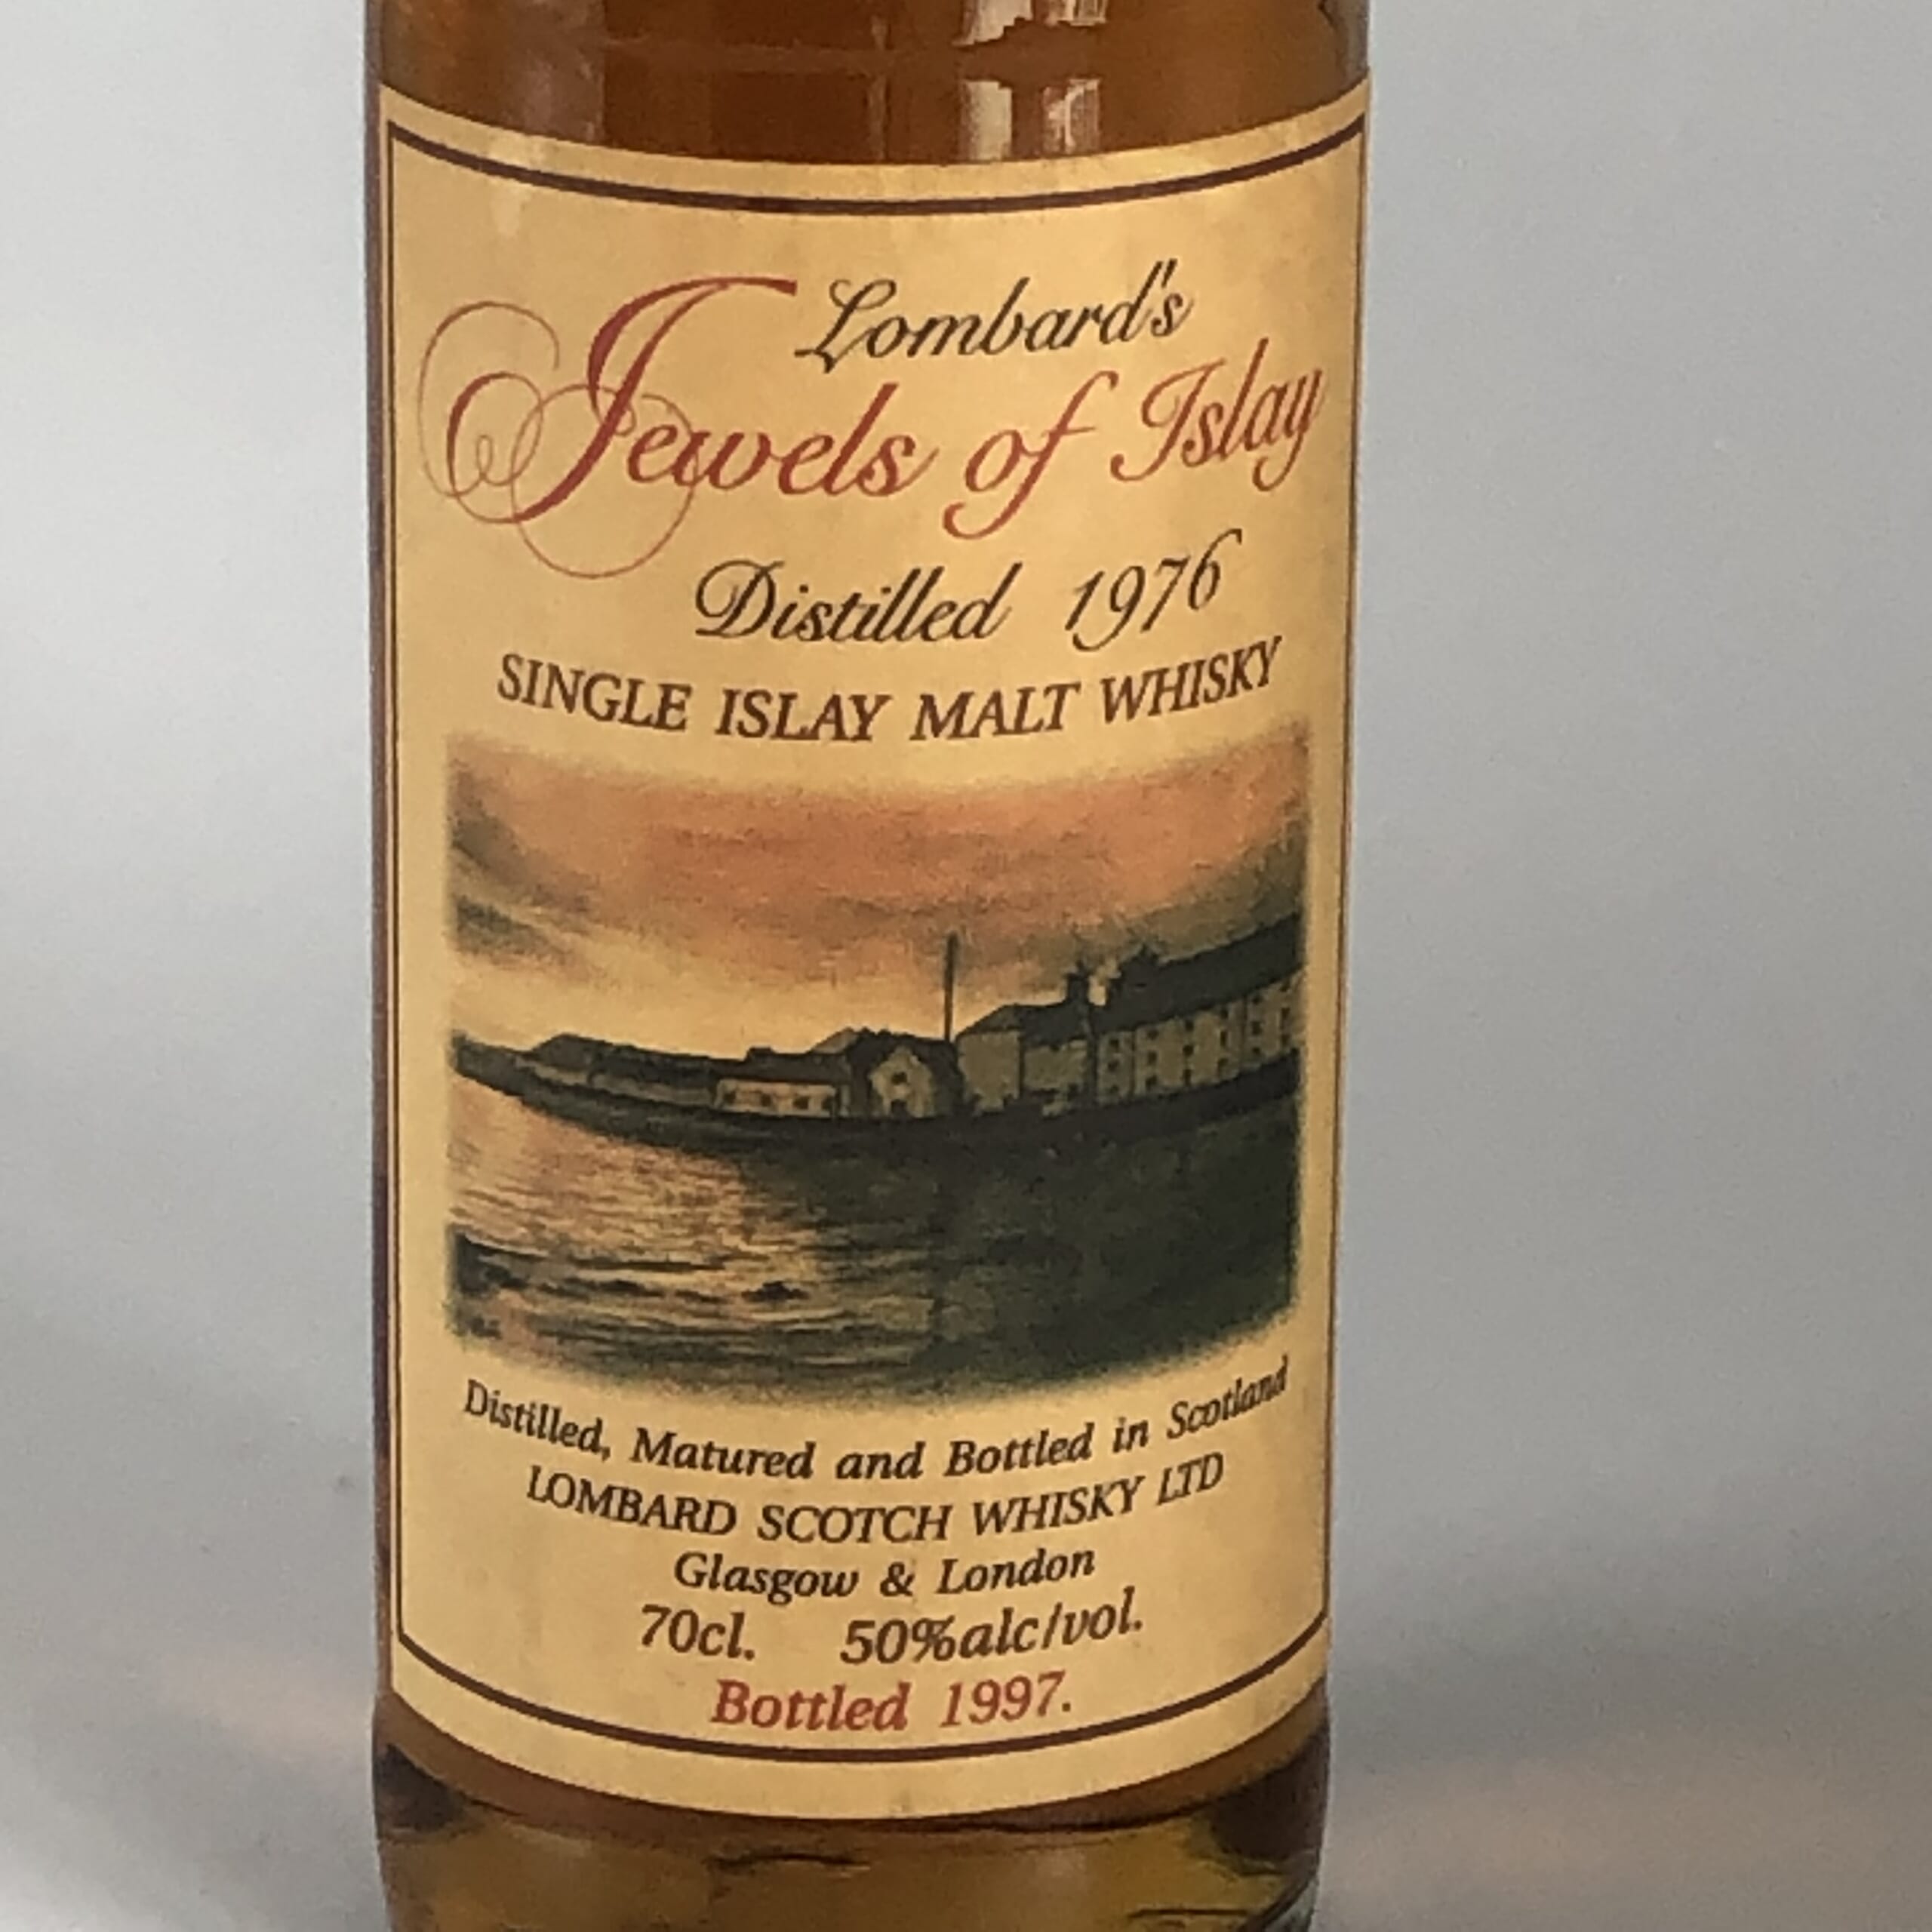 Lombard's
Jewels of Islay
Distilled 1976
SINGLE ISLAY MALT WHISKY
Distilled, Matured and Bottled in Scotland
LOMBARD SCOTCH WHISKY LTD
Glasgow & London
70cl. 50%alc/vol.
Bottled 1997.